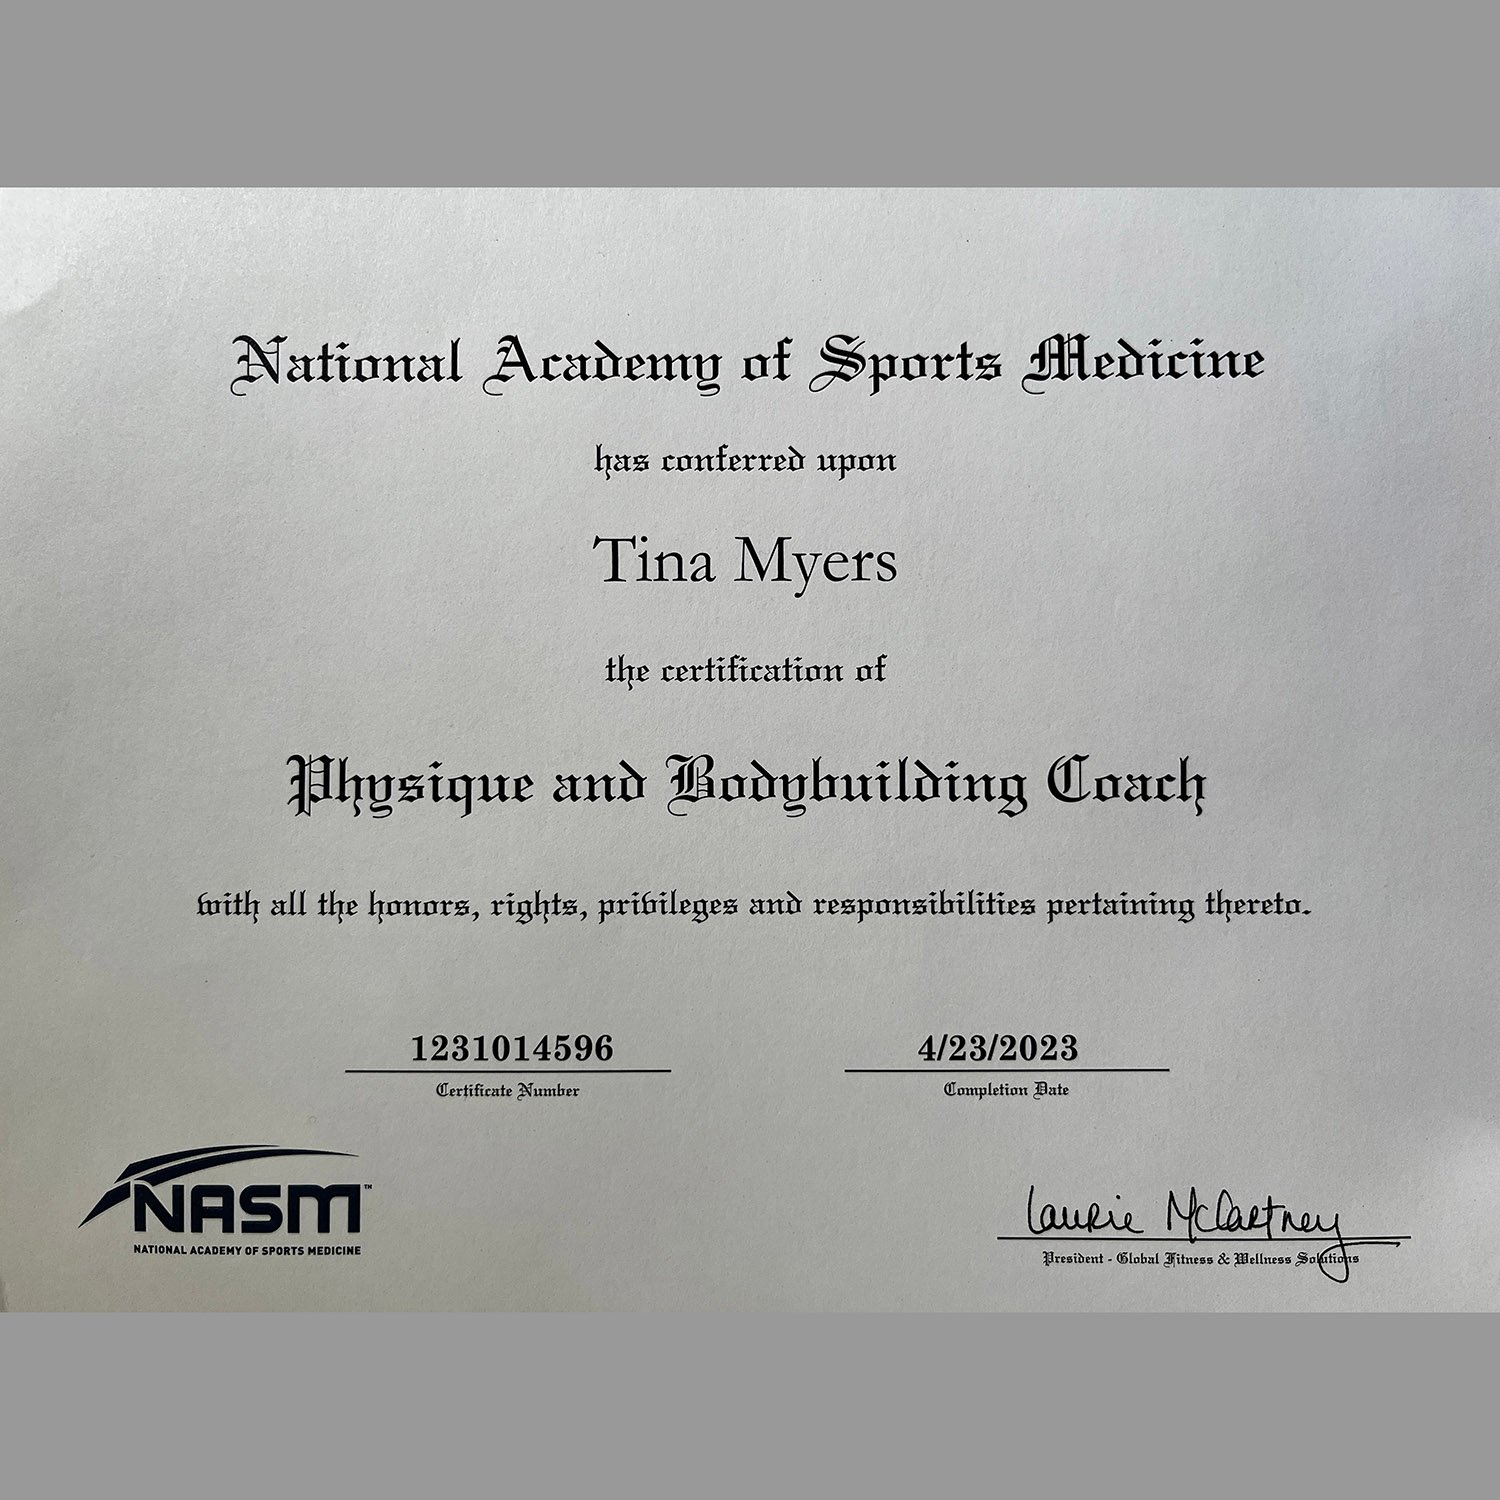 National Academy of Sports Medicine
has conferred upon
Tina Myers
the certification of
Physique and Bodybuilding Coach
with all the honors, rights, privileges and responsibilities pertaining thereto.
1231014596
Certificate Number
4/23/2023
Completion Date
NASM™
NATIONAL ACADEMY OF SPORTS MEDICINE
Laurie McCartney
President - Global Fitness & Wellness Solutions